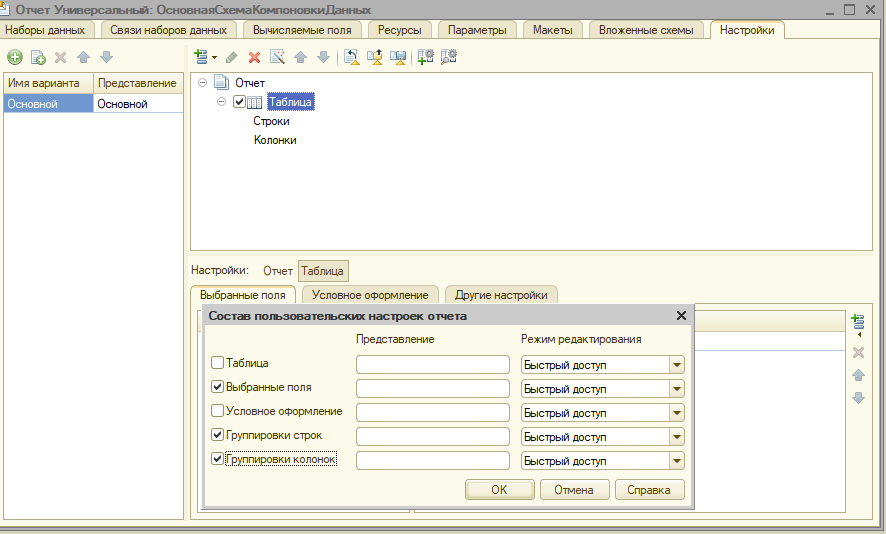 Отчет Универсальный: ОсновнаяСхемаКомпоновкиДанных
Наборы данных Связи наборов данных Вычисляемые поля Ресурсы Параметры Макеты Вложенные схемы Настройки
Имя варианта Представление
Основной Основной
Отчет
Таблица
Строки
Колонки
Настройки: Отчет Таблица
Выбранные поля Условное оформление Другие настройки
Состав пользовательских настроек отчета
Представление Режим редактирования
Таблица Быстрый доступ
Выбранные поля Быстрый доступ
Условное оформление Быстрый доступ
Группировки строк Быстрый доступ
Группировки колонок Быстрый доступ
OK Отмена Справка